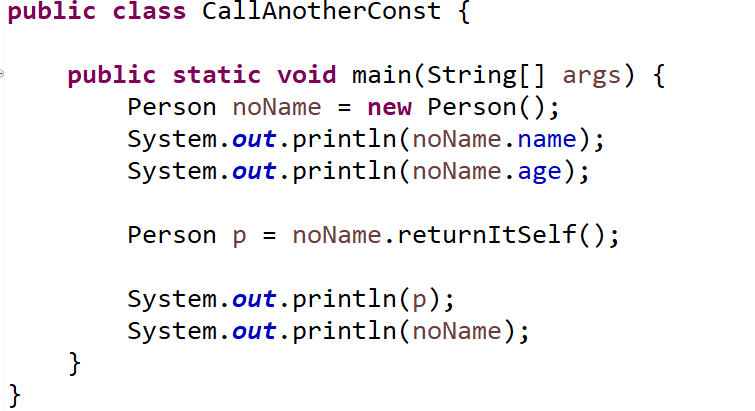 public class CallAnotherConst {
public static void main(String[] args) {
Person noName = new Person();
System.out.println(noName.name);
System.out.println(noName.age);
Person p = noName.returnItSelf();
System.out.println(p);
System.out.println(noName);
}
}